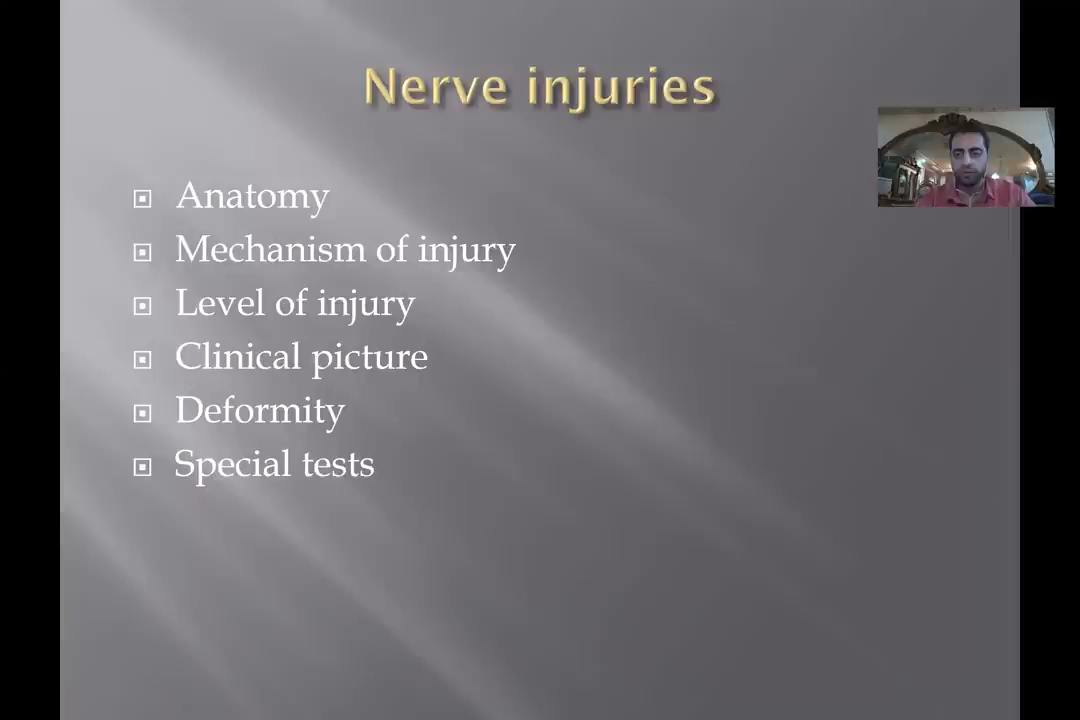 Nerve injuries
Anatomy
Mechanism of injury
Level of injury
Clinical picture
Deformity
Special tests